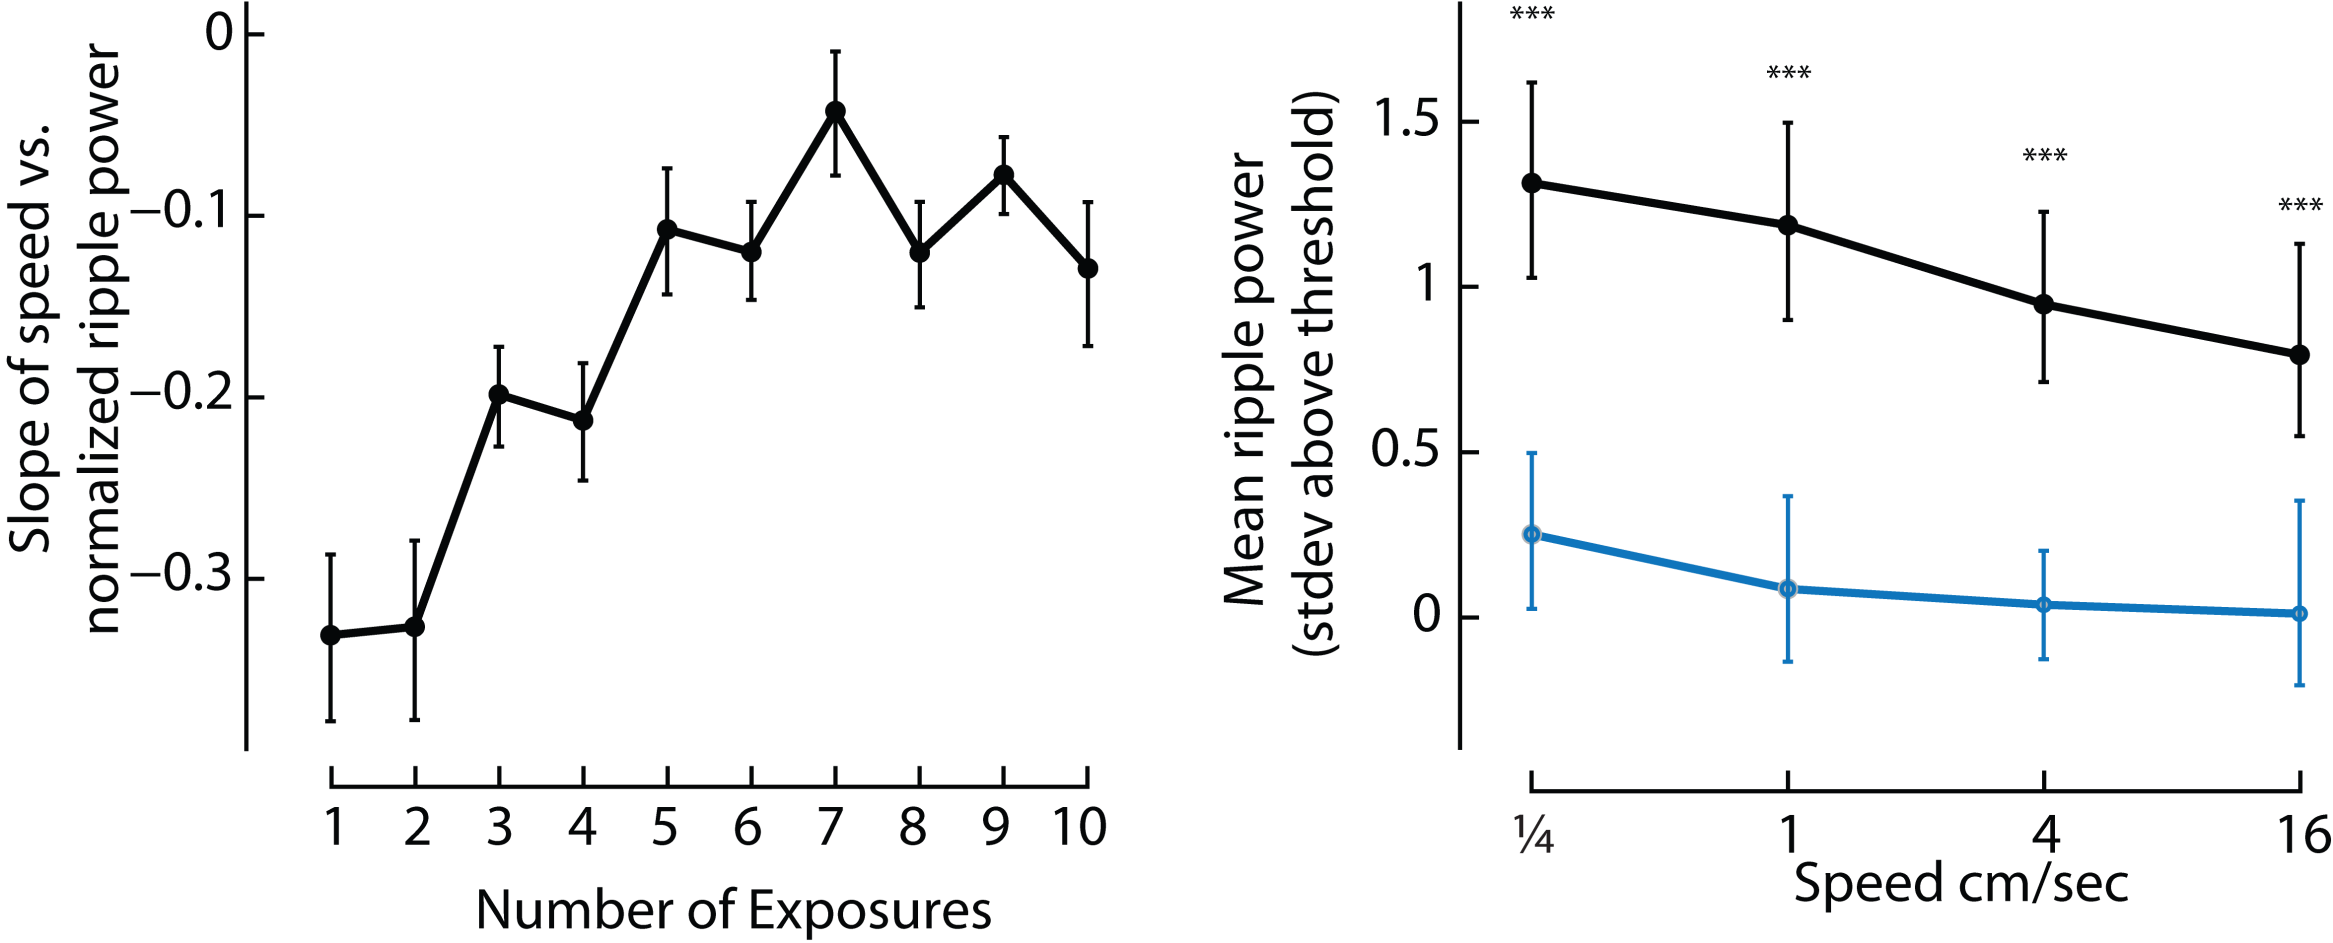 Slope of speed vs.
normalized ripple power
0
−0.1
−0.2
−0.3
1 2 3 4 5 6 7 8 9 10
Number of Exposures
Mean ripple power
(stdev above threshold)
1.5
1
0.5
0
***
***
***
***
¼ 1 4 16
Speed cm/sec